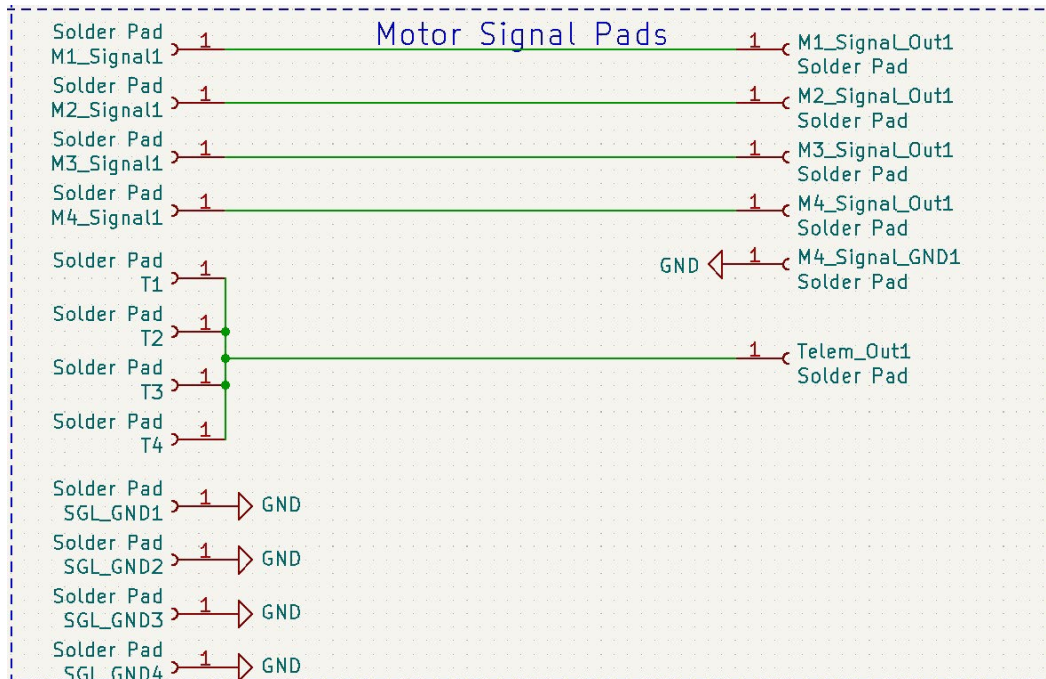 Motor Signal Pads
Solder Pad
M1_Signal1
1
1
M1_Signal_Out1
Solder Pad
Solder Pad
M2_Signal1
1
1
M2_Signal_Out1
Solder Pad
Solder Pad
M3_Signal1
1
1
M3_Signal_Out1
Solder Pad
Solder Pad
M4_Signal1
1
1
M4_Signal_Out1
Solder Pad
Solder Pad
T1
1
GND
1
M4_Signal_GND1
Solder Pad
Solder Pad
T2
1
1
Telem_Out1
Solder Pad
Solder Pad
T3
1
Solder Pad
T4
1
Solder Pad
SGL_GND1
1
GND
Solder Pad
SGL_GND2
1
GND
Solder Pad
SGL_GND3
1
GND
Solder Pad
SGL_GND4
1
GND